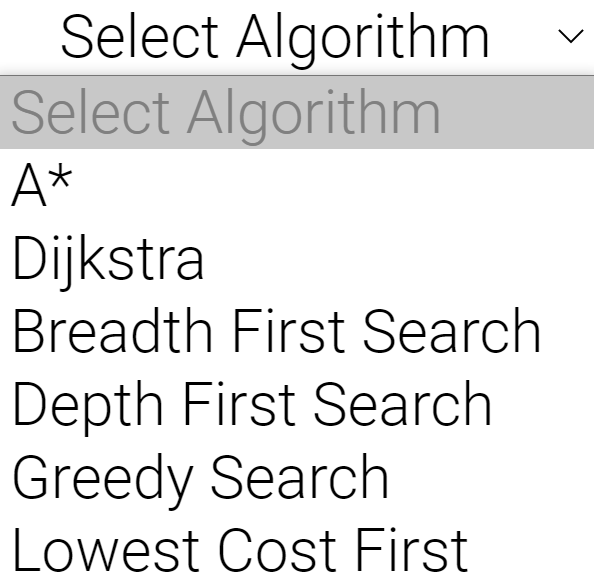 Select Algorithm
Select Algorithm
A*
Dijkstra
Breadth First Search
Depth First Search
Greedy Search
Lowest Cost First